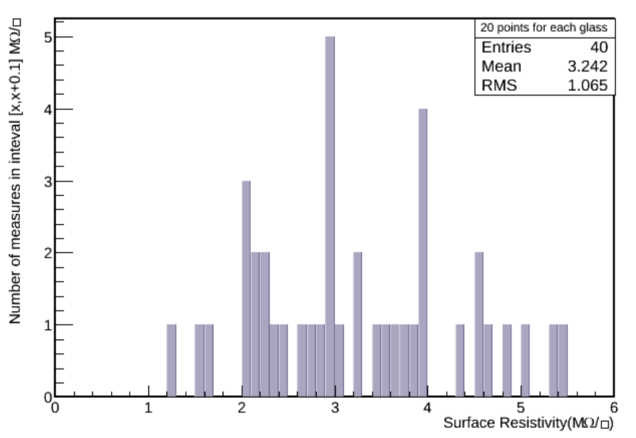 20 points for each glass
Entries 40
Mean 3.242
RMS 1.065
Number of measures in inteval [x,x+0.1] MΩ/□
5
4
3
2
1
0
0 1 2 3 4 5 6
Surface Resistivity(MΩ/□)